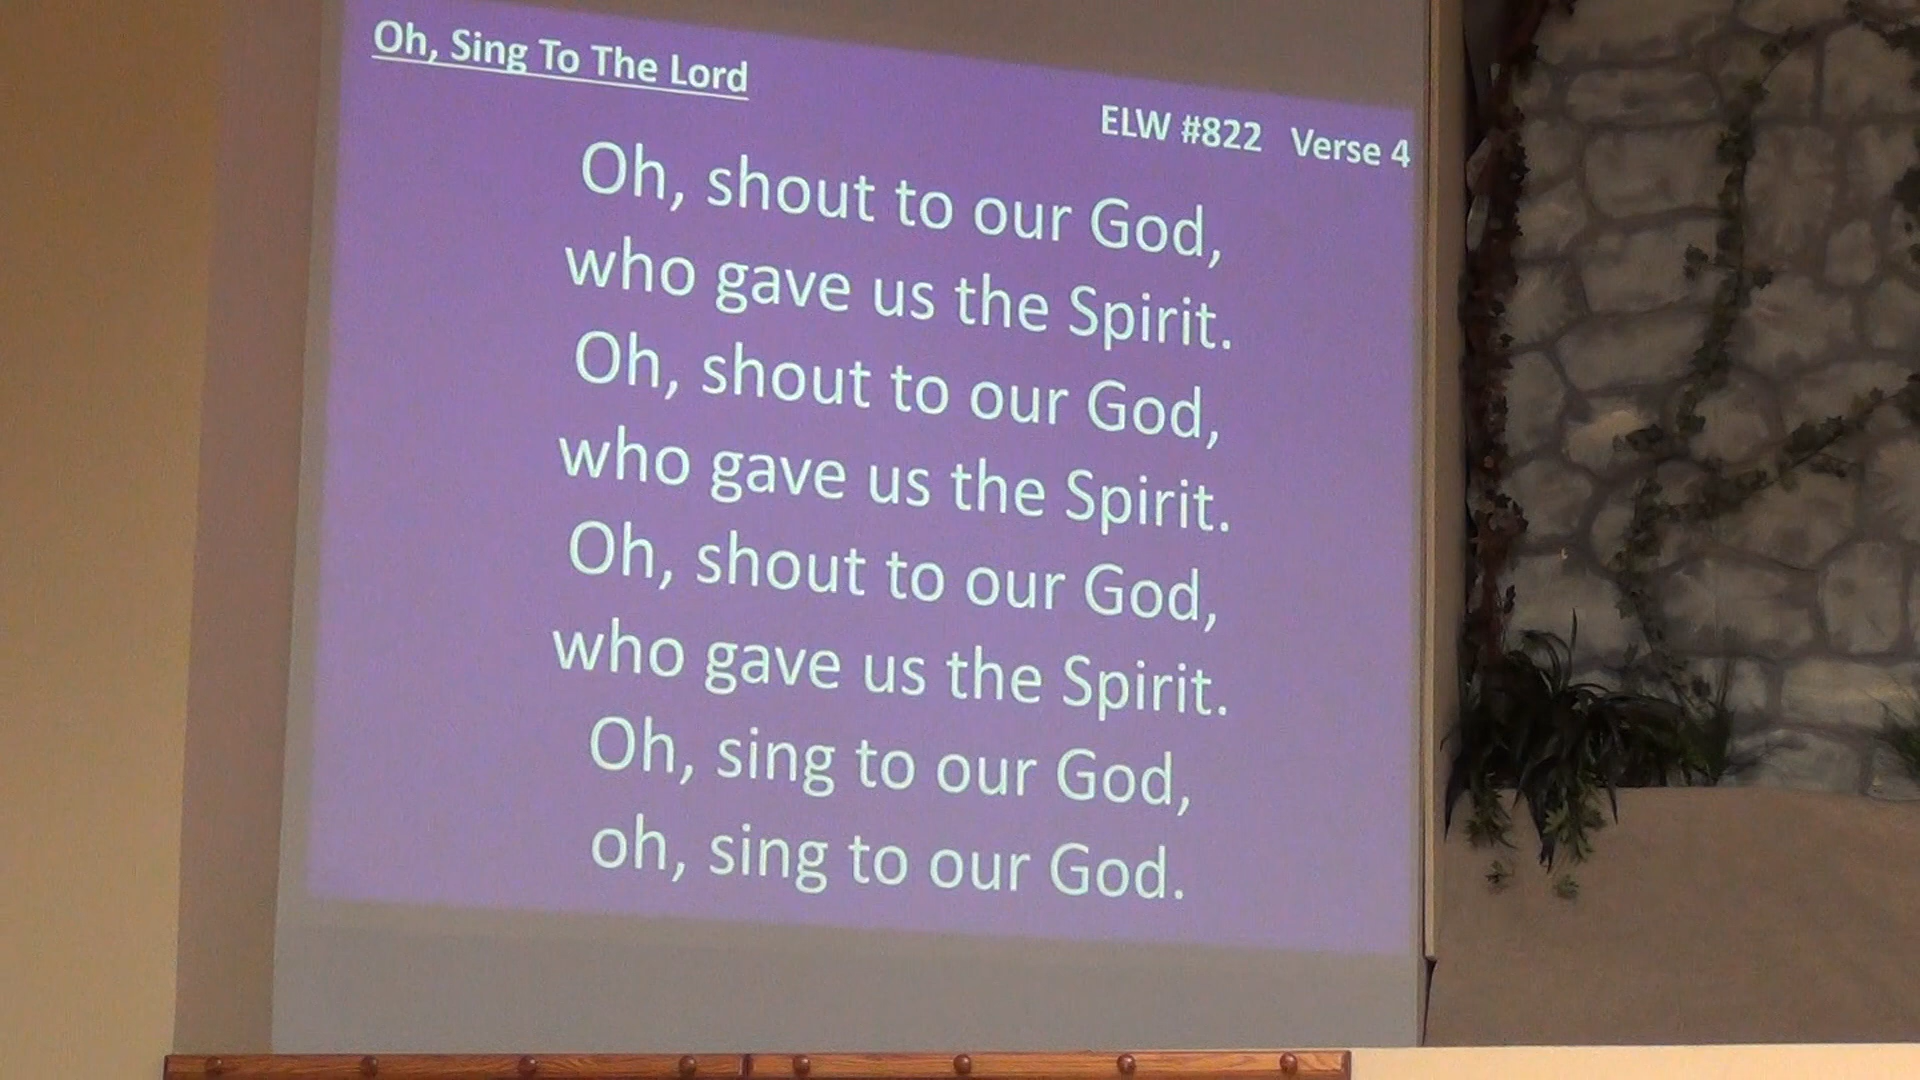 Oh, Sing To The Lord
ELW #822 Verse 4
Oh, shout to our God,
who gave us the Spirit.
Oh, shout to our God,
who gave us the Spirit.
Oh, shout to our God,
who gave us the Spirit.
Oh, sing to our God,
oh, sing to our God.